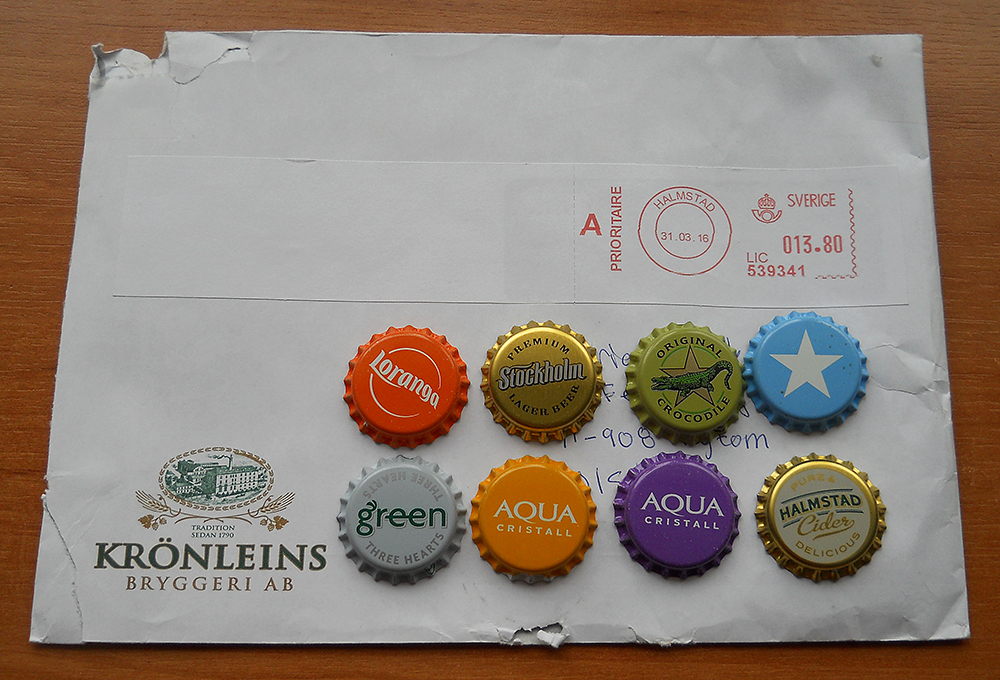 A
PRIORITAIRE
HALMSTAD
31.03.16
SVERIGE
013.80
LIC
539341
Loranga
PREMIUM
Stockholm
LAGER BEER
ORIGINAL
CROCODILE
THREE HEARTS
green
THREE HEARTS
AQUA
CRISTALL
AQUA
CRISTALL
PURE &
HALMSTAD
Cider
DELICIOUS
TRADITION
SEDAN 1790
KRÖNLEINS
BRYGGERI AB